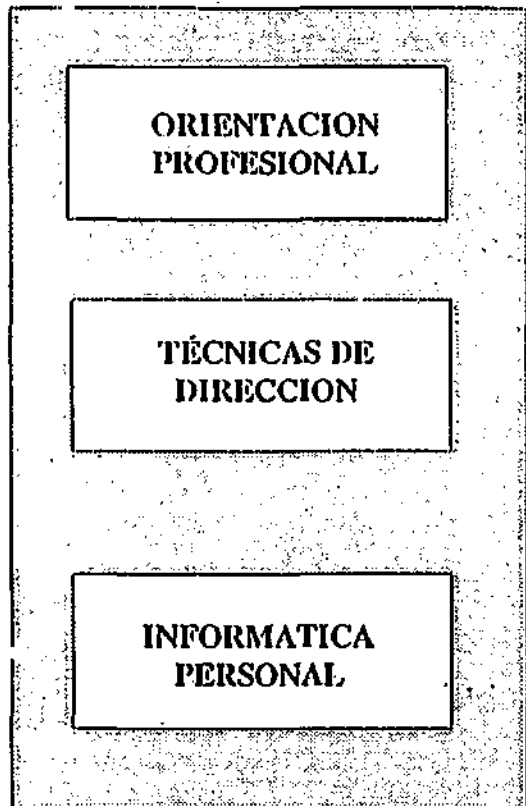 ORIENTACION
PROFESIONAL
TÉCNICAS DE
DIRECCION
INFORMATICA
PERSONAL